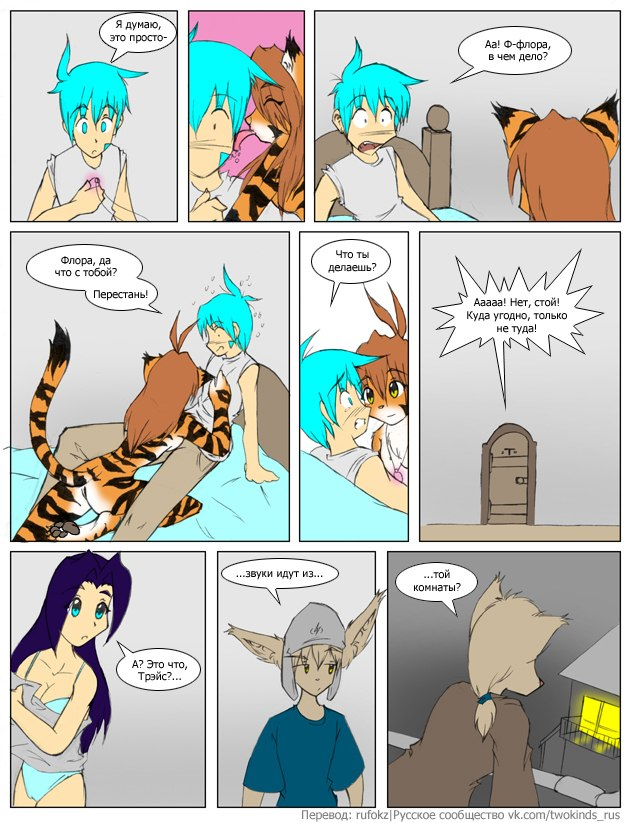 Я думаю,
это просто-
Аа! Ф-флора,
в чем дело?
Флора, да
что с тобой?
Перестань!
Что ты
делаешь?
Ааааа! Нет, стой!
Куда угодно, только
не туда!
А? Это что,
Трэйс?...
...звуки идут из...
...той
комнаты?
Перевод: rufokz|Русское сообщество vk.com/twokinds_rus